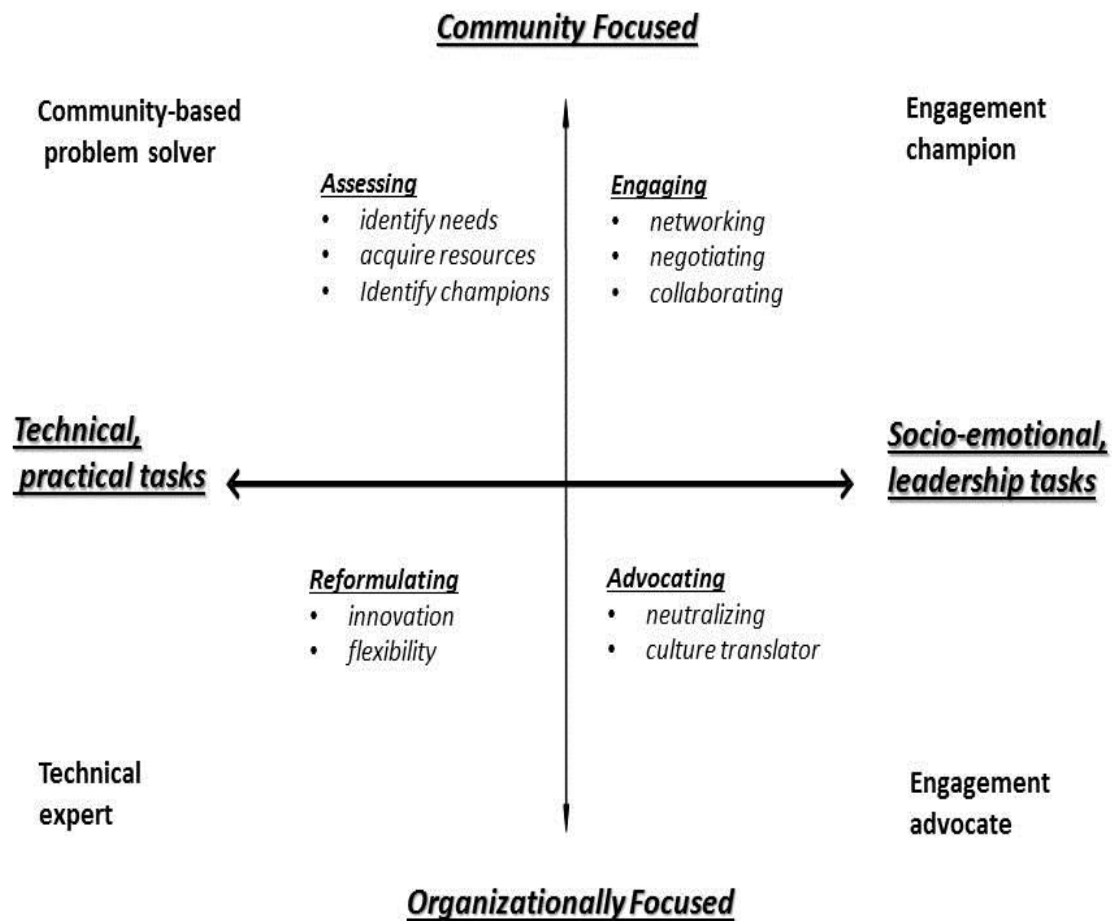 Community Focused
Community-based
problem solver
Engagement
champion
Assessing
• identify needs
• acquire resources
• Identify champions
Engaging
• networking
• negotiating
• collaborating
Technical,
practical tasks
Socio-emotional,
leadership tasks
Reformulating
• innovation
• flexibility
Advocating
• neutralizing
• culture translator
Technical
expert
Engagement
advocate
Organizationally Focused